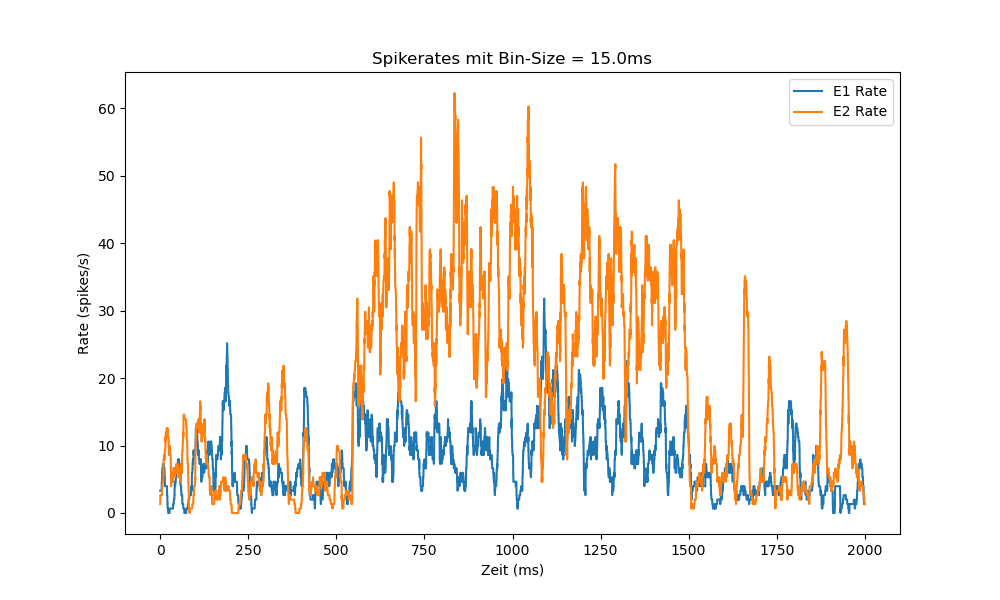 Spikerates mit Bin-Size = 15.0ms
E1 Rate
E2 Rate
Rate (spikes/s)
60
50
40
30
20
10
0
0 250 500 750 1000 1250 1500 1750 2000
Zeit (ms)